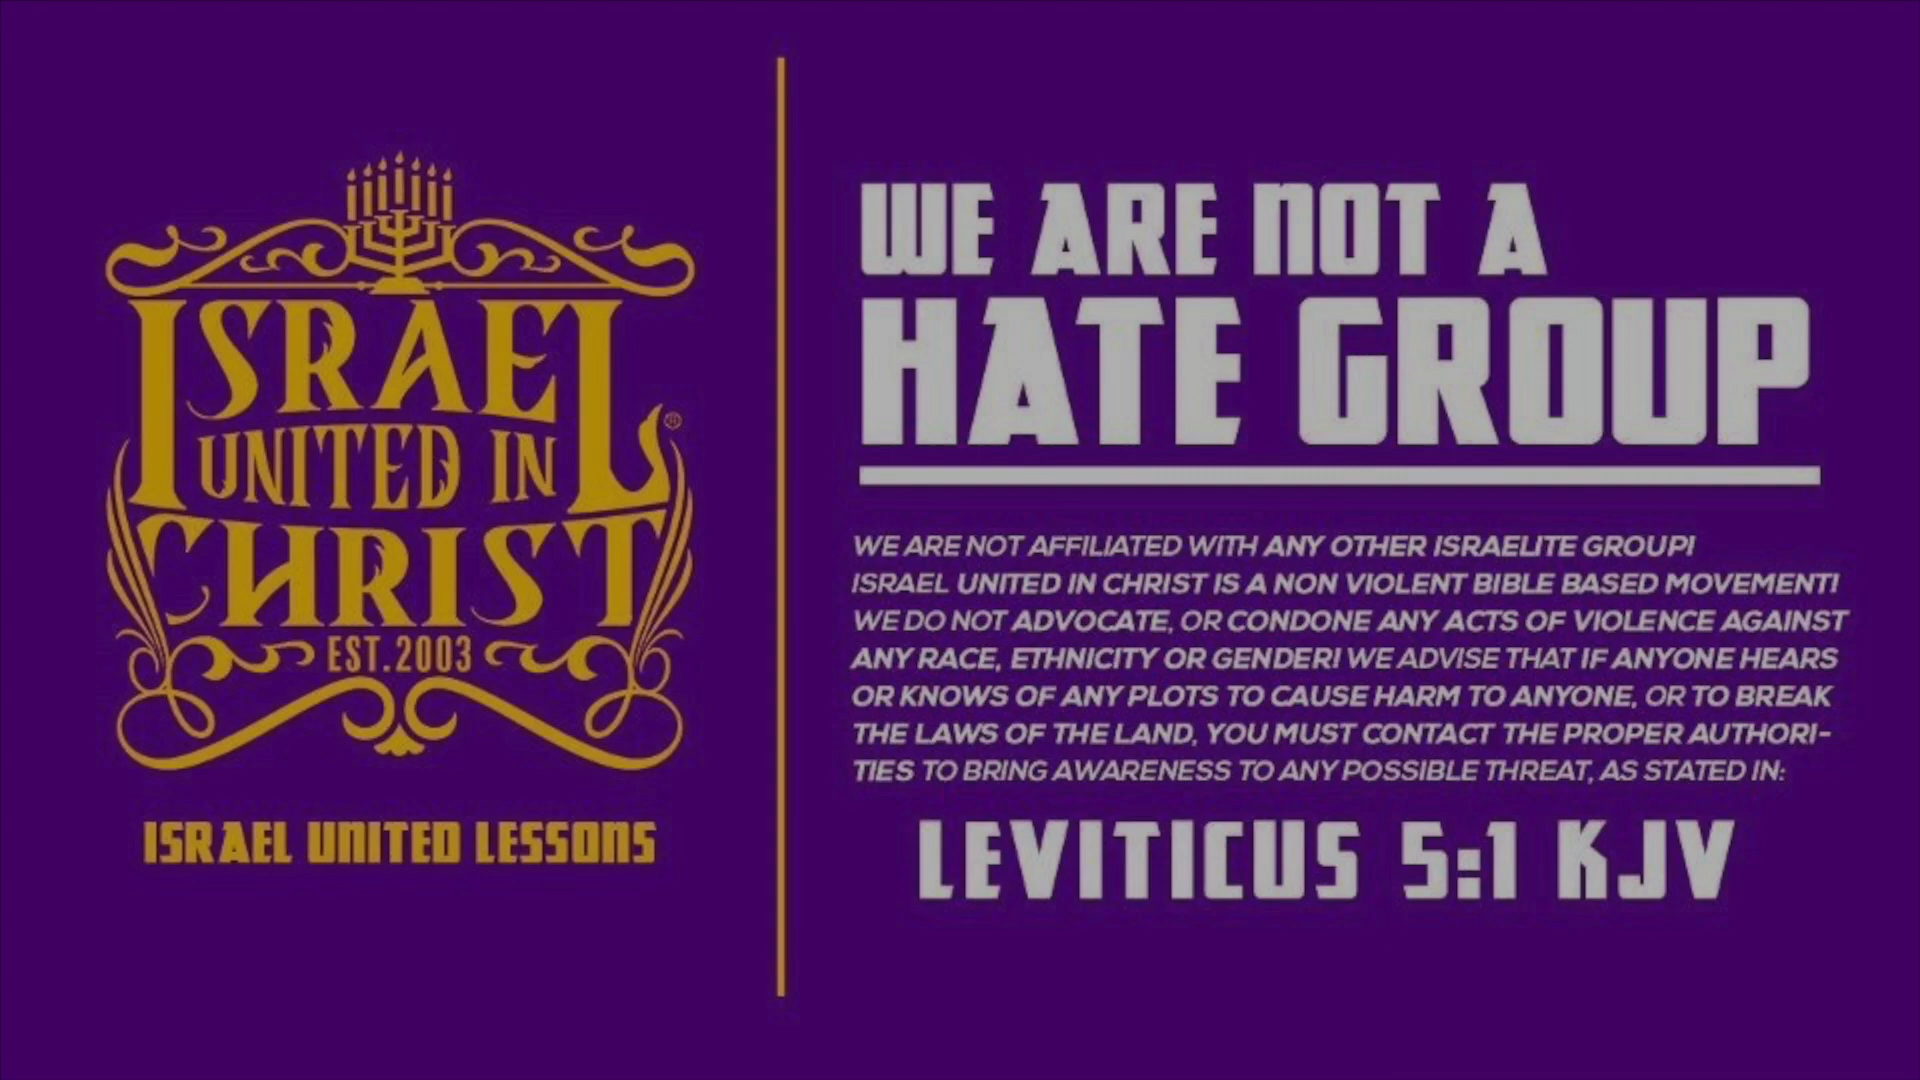 ISRAEL
UNITED IN
CHRIST®
EST. 2003
ISRAEL UNITED LESSONS
WE ARE NOT A
HATE GROUP
WE ARE NOT AFFILIATED WITH ANY OTHER ISRAELITE GROUP!
ISRAEL UNITED IN CHRIST IS A NON VIOLENT BIBLE BASED MOVEMENT!
WE DO NOT ADVOCATE, OR CONDONE ANY ACTS OF VIOLENCE AGAINST
ANY RACE, ETHNICITY OR GENDER! WE ADVISE THAT IF ANYONE HEARS
OR KNOWS OF ANY PLOTS TO CAUSE HARM TO ANYONE, OR TO BREAK
THE LAWS OF THE LAND, YOU MUST CONTACT THE PROPER AUTHORI-
TIES TO BRING AWARENESS TO ANY POSSIBLE THREAT, AS STATED IN:
LEVITICUS 5:1 KJV